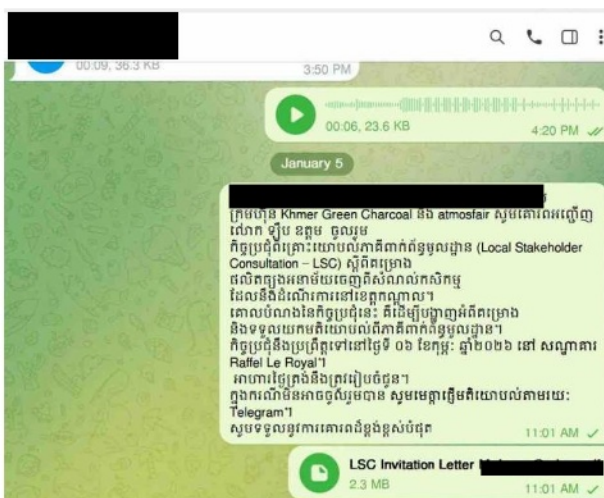 00:09, 36.3 KB
3:50 PM
00:06, 23.6 KB
4:20 PM
January 5
ក្រុមហ៊ុន Khmer Green Charcoal និង atmosfair សូមគោរពអញ្ជើញ
លោក ឡឹប ឧត្តម ចូលរួម
កិច្ចប្រជុំពិគ្រោះយោបល់ភាគីពាក់ព័ន្ធមូលដ្ឋាន (Local Stakeholder
Consultation – LSC) ស្តីពីគម្រោង
ផលិតធ្យូងអនាម័យចេញពីសំណល់កសិកម្ម
ដែលនឹងដំណើរការនៅខេត្តកណ្តាល។
គោលបំណងនៃកិច្ចប្រជុំនេះ គឺដើម្បីបង្ហាញអំពីគម្រោង
និងទទួលយកមតិយោបល់ពីភាគីពាក់ព័ន្ធមូលដ្ឋាន។
កិច្ចប្រជុំនឹងប្រព្រឹត្តទៅនៅថ្ងៃទី ០៦ ខែកុម្ភៈ ឆ្នាំ២០២៦ នៅ សណ្ឋាគារ
Raffel Le Royal។
អាហារថ្ងៃត្រង់នឹងត្រូវរៀបចំជូន។
ក្នុងករណីមិនអាចចូលរួមបាន សូមមេត្តាផ្ញើមតិយោបល់តាមរយៈ
Telegram។
សូមទទួលនូវការគោរពដ៏ខ្ពង់ខ្ពស់បំផុត
11:01 AM
LSC Invitation Letter
2.3 MB
11:01 AM